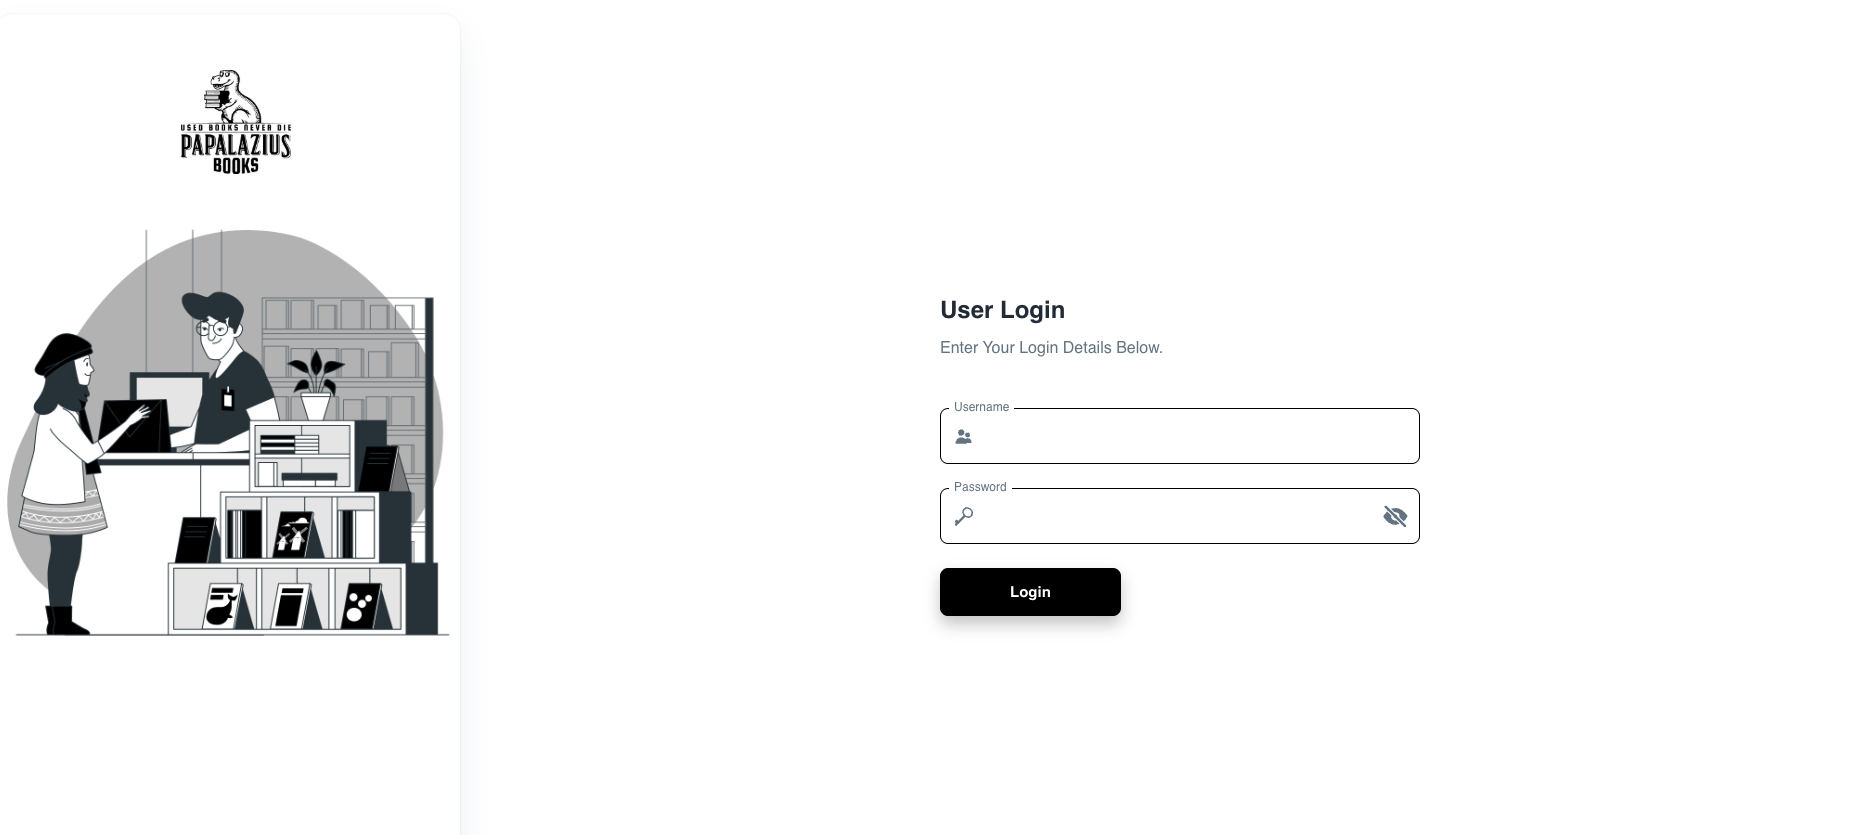 USED BOOKS NEVER DIE
PAPALAZIUS
BOOKS
User Login
Enter Your Login Details Below.
Username
Password
Login